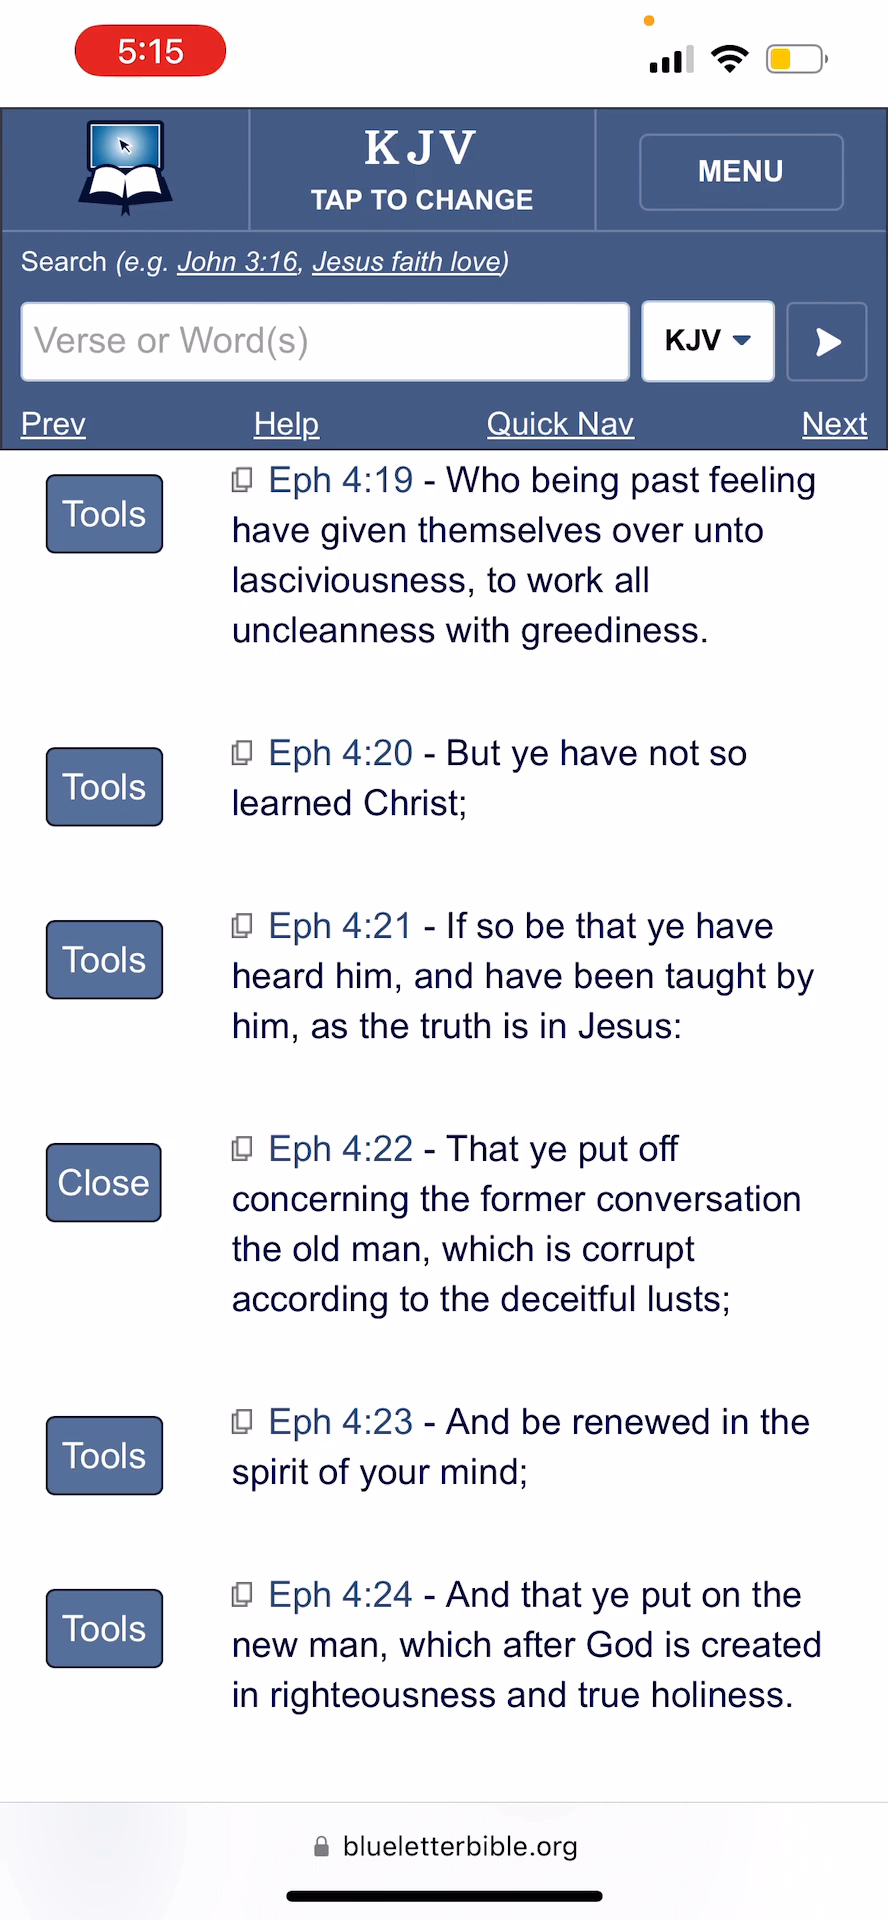 5:15
KJV
TAP TO CHANGE
MENU
Search (e.g. John 3:16, Jesus faith love)
Verse or Word(s)
KJV
Prev
Help
Quick Nav
Next
Tools
Eph 4:19 - Who being past feeling
have given themselves over unto
lasciviousness, to work all
uncleanness with greediness.
Tools
Eph 4:20 - But ye have not so
learned Christ;
Tools
Eph 4:21 - If so be that ye have
heard him, and have been taught by
him, as the truth is in Jesus:
Close
Eph 4:22 - That ye put off
concerning the former conversation
the old man, which is corrupt
according to the deceitful lusts;
Tools
Eph 4:23 - And be renewed in the
spirit of your mind;
Tools
Eph 4:24 - And that ye put on the
new man, which after God is created
in righteousness and true holiness.
blueletterbible.org